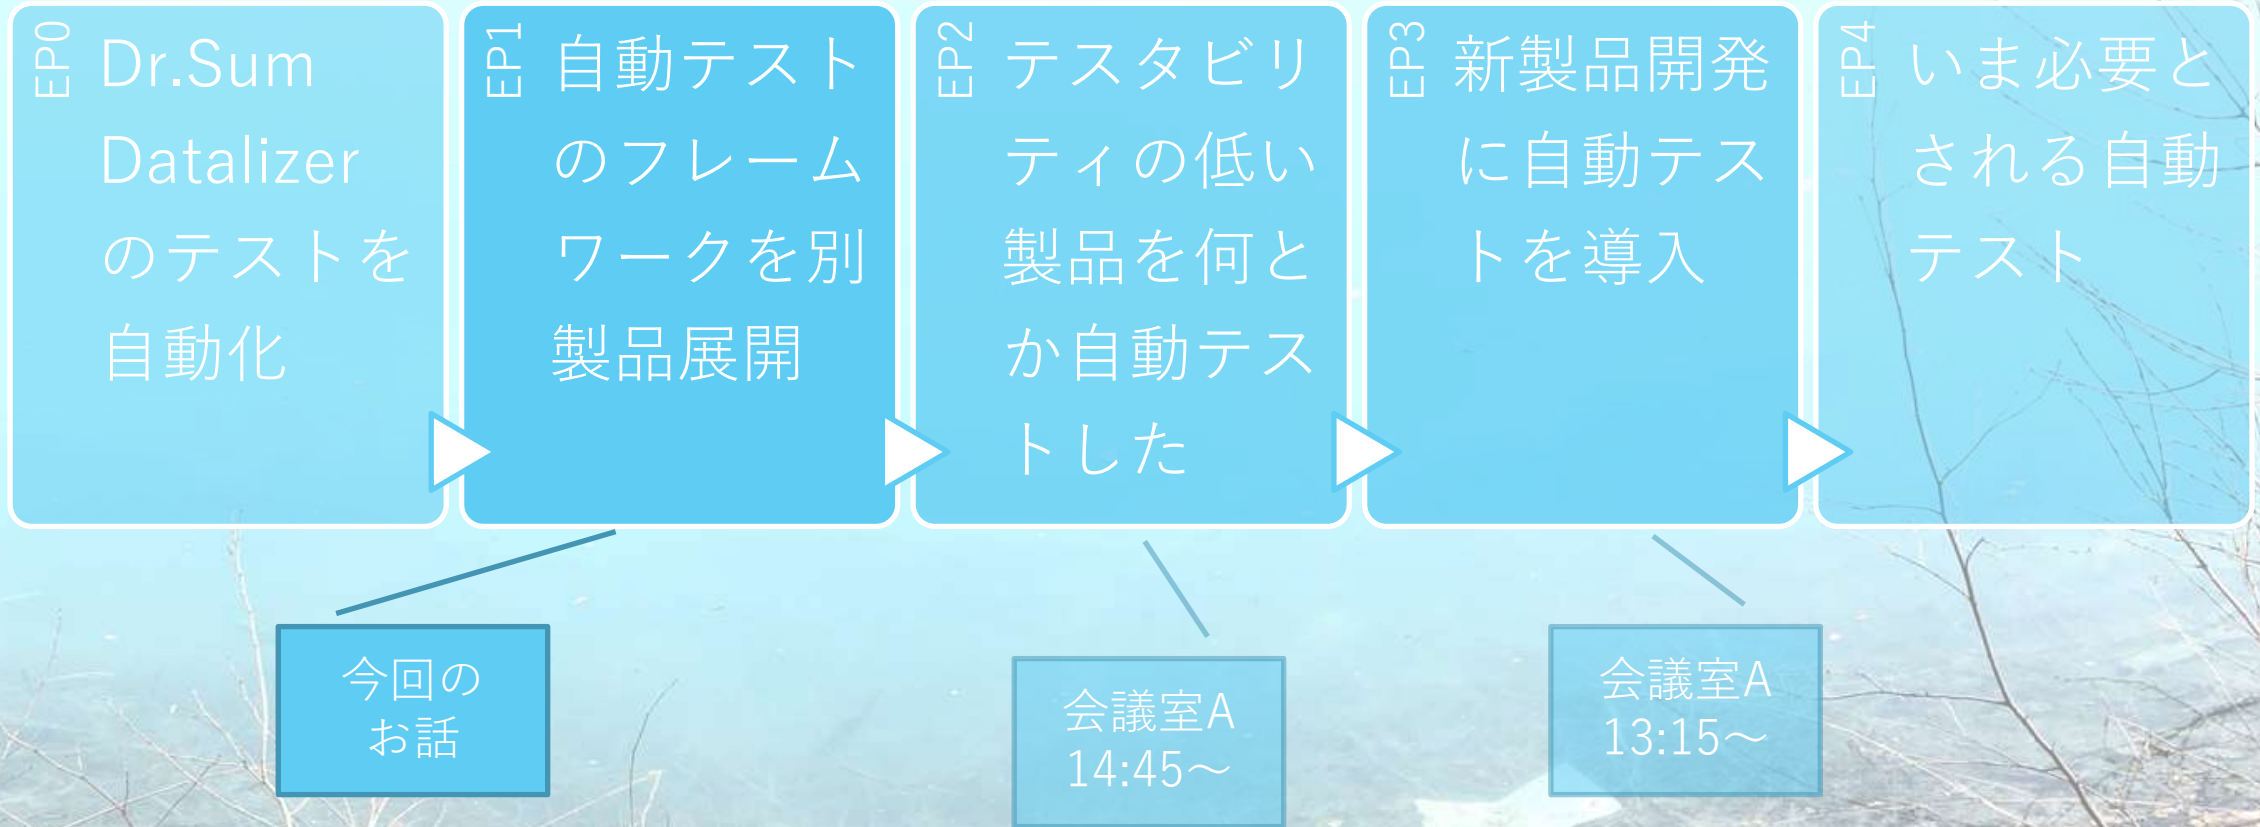 EP0
Dr.Sum
Datalizer
のテストを
自動化
EP1
自動テスト
のフレーム
ワークを別
製品展開
EP2
テスタビリ
ティの低い
製品を何と
か自動テス
トした
EP3
新製品開発
に自動テス
トを導入
EP4
いま必要と
される自動
テスト
今回の
お話
会議室A
14:45～
会議室A
13:15～